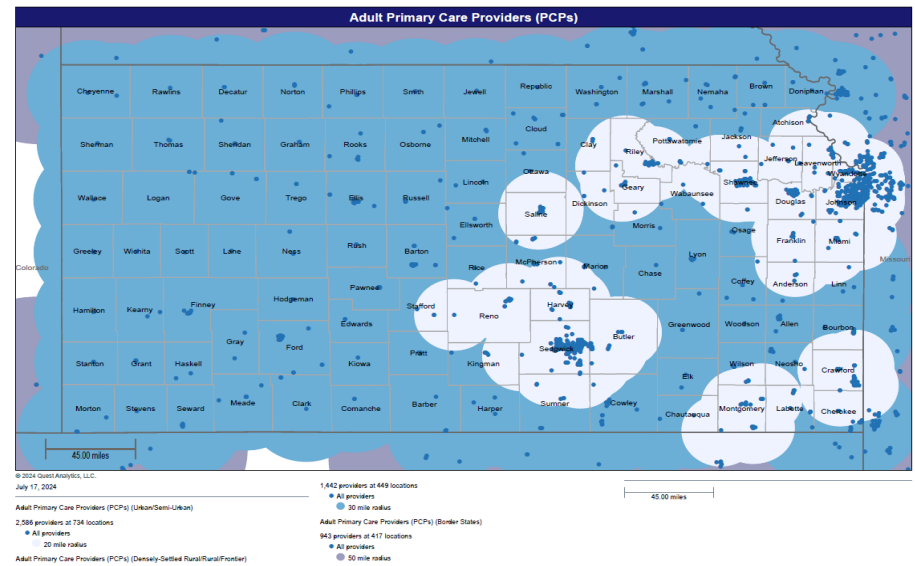 Adult Primary Care Providers (PCPs)
Cheyenne Rawlins Decatur Norton Phillips Smith Jewell Republic Washington Marshall Nemaha Brown Doniphan
Atchison
Sherman Thomas Sheridan Graham Rooks Osborne Mitchell Cloud Clay Riley Pottawatomie Jackson Jefferson Leavenworth
Wyandotte
Wallace Logan Gove Trego Ellis Russell Lincoln Ottawa Saline Dickinson Geary Wabaunsee Shawnee Douglas Johnson
Ellsworth Morris Osage Franklin Miami
Greeley Wichita Scott Lane Ness Rush Barton Rice McPherson Marion Chase Lyon Coffey Anderson Linn
Colorado Missouri
Hamilton Kearny Finney Hodgeman Pawnee Stafford Reno Harvey
Gray Ford Edwards Pratt Sedgwick Butler Greenwood Woodson Allen Bourbon
Stanton Grant Haskell Kiowa Kingman Elk Wilson Neosho Crawford
Morton Stevens Seward Meade Clark Comanche Barber Harper Sumner Cowley Chautauqua Montgomery Labette Cherokee
45.00 miles
© 2024 Quest Analytics, LLC.
July 17, 2024
Adult Primary Care Providers (PCPs) (Urban/Semi-Urban)
2,586 providers at 734 locations
All providers
20 mile radius
Adult Primary Care Providers (PCPs) (Densely-Settled Rural/Rural/Frontier)
1,442 providers at 449 locations
All providers
30 mile radius
Adult Primary Care Providers (PCPs) (Border States)
943 providers at 417 locations
All providers
50 mile radius
45.00 miles